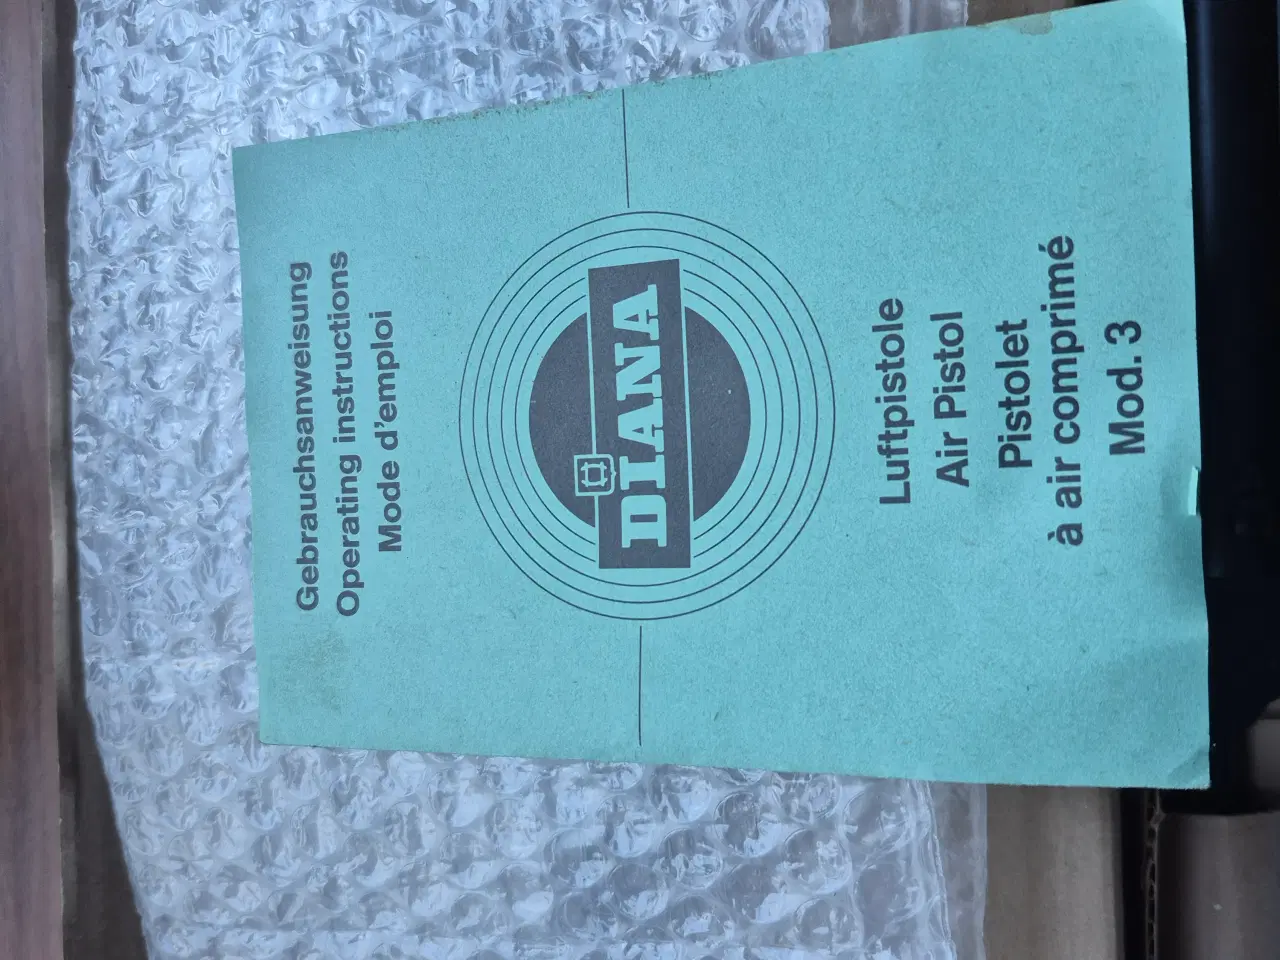 Gebrauchsanweisung
Operating instructions
Mode d'emploi
DIANA
Luftpistole
Air Pistol
Pistolet
à air comprimé
Mod. 3